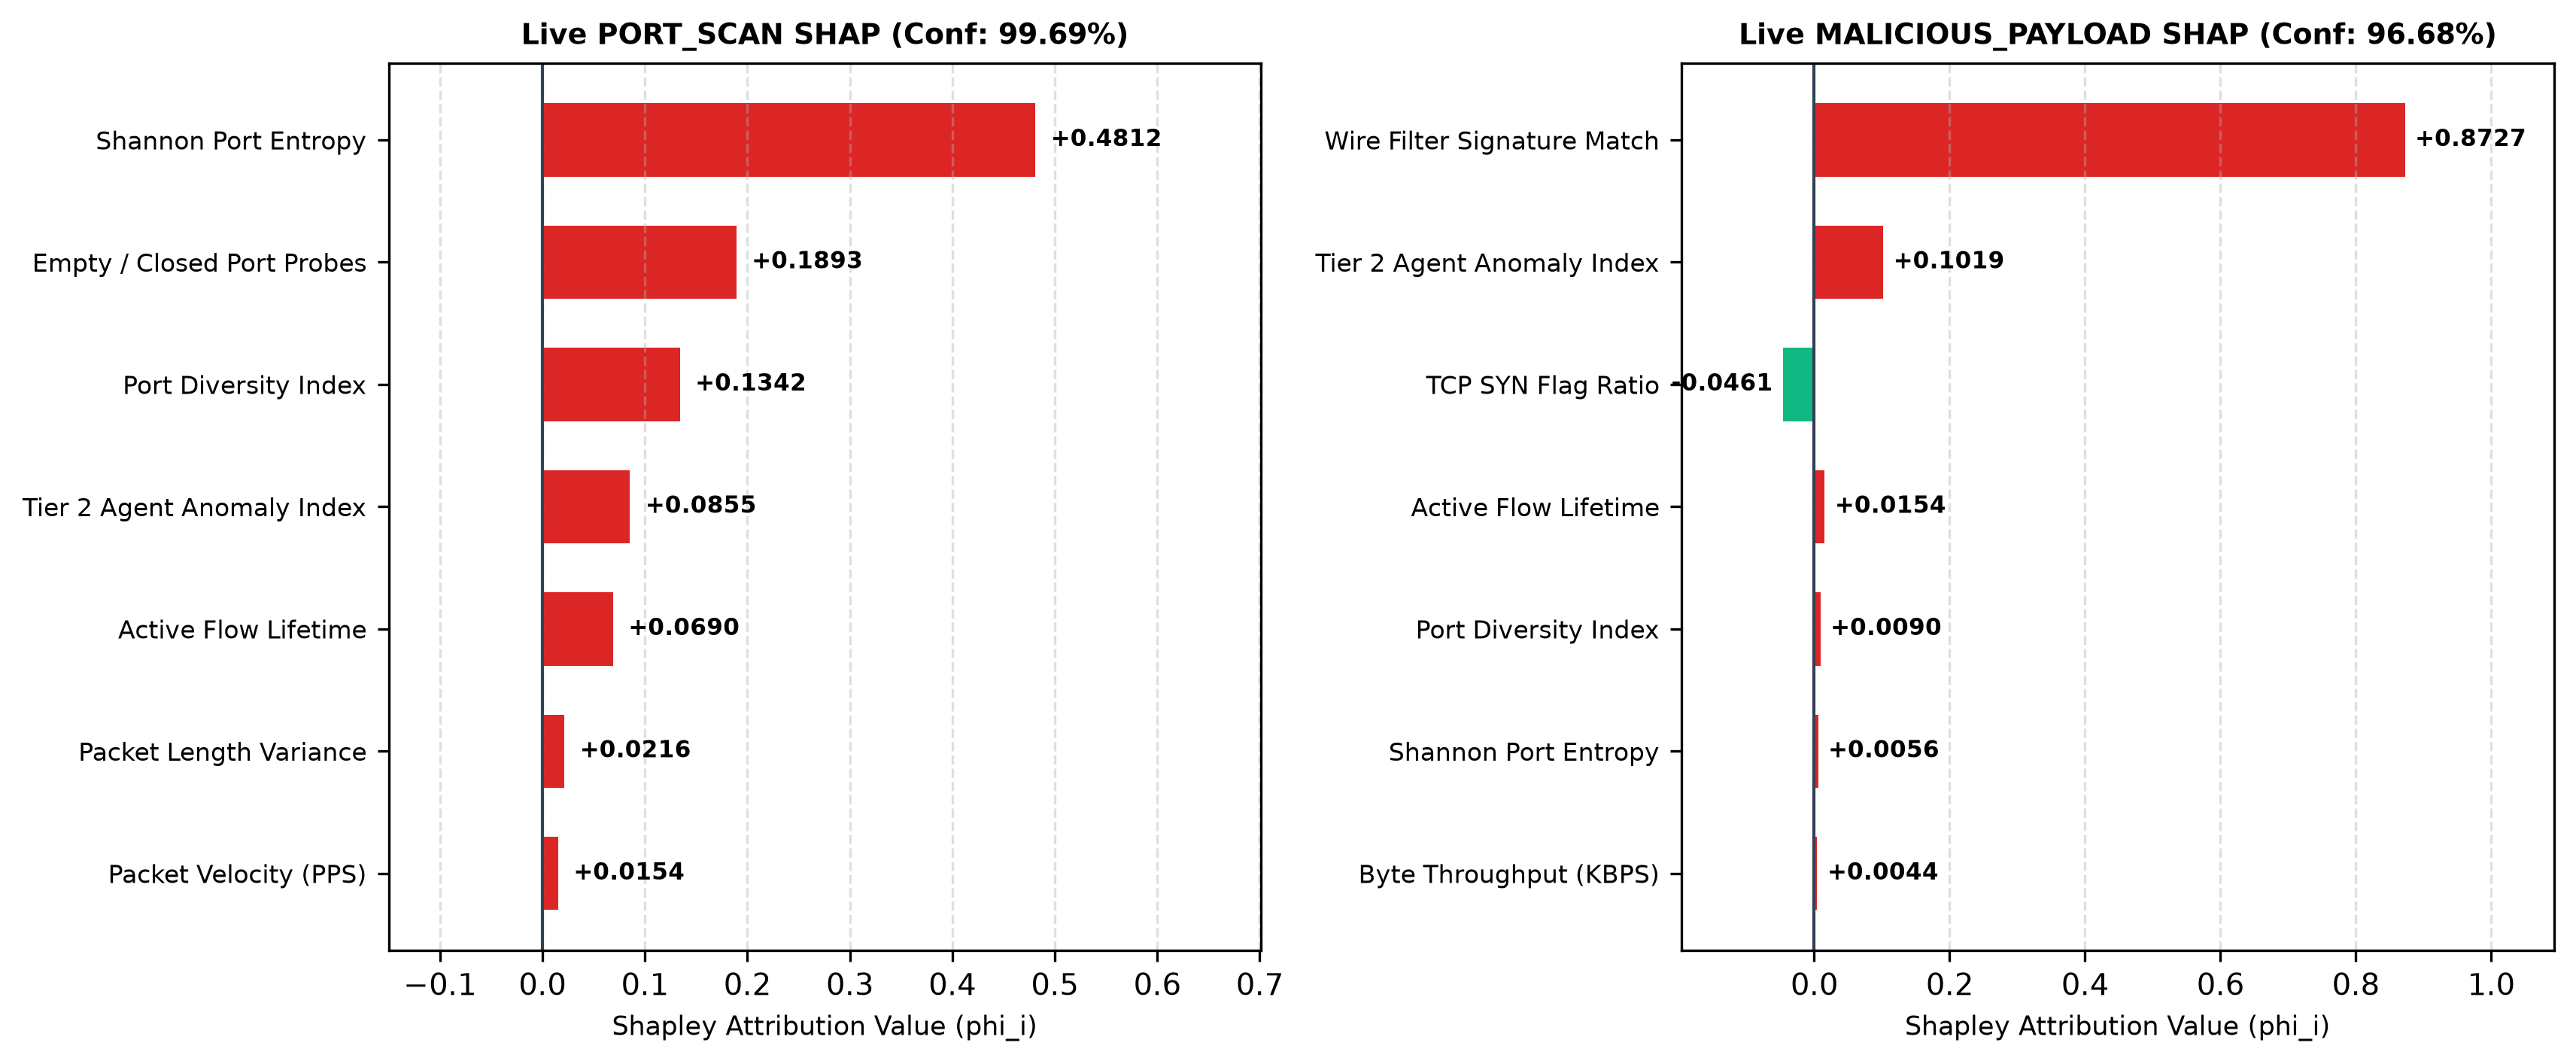 Live PORT_SCAN SHAP (Conf: 99.69%)
Shannon Port Entropy +0.4812
Empty / Closed Port Probes +0.1893
Port Diversity Index +0.1342
Tier 2 Agent Anomaly Index +0.0855
Active Flow Lifetime +0.0690
Packet Length Variance +0.0216
Packet Velocity (PPS) +0.0154
−0.1 0.0 0.1 0.2 0.3 0.4 0.5 0.6 0.7
Shapley Attribution Value (phi_i)
Live MALICIOUS_PAYLOAD SHAP (Conf: 96.68%)
Wire Filter Signature Match +0.8727
Tier 2 Agent Anomaly Index +0.1019
TCP SYN Flag Ratio -0.0461
Active Flow Lifetime +0.0154
Port Diversity Index +0.0090
Shannon Port Entropy +0.0056
Byte Throughput (KBPS) +0.0044
0.0 0.2 0.4 0.6 0.8 1.0
Shapley Attribution Value (phi_i)